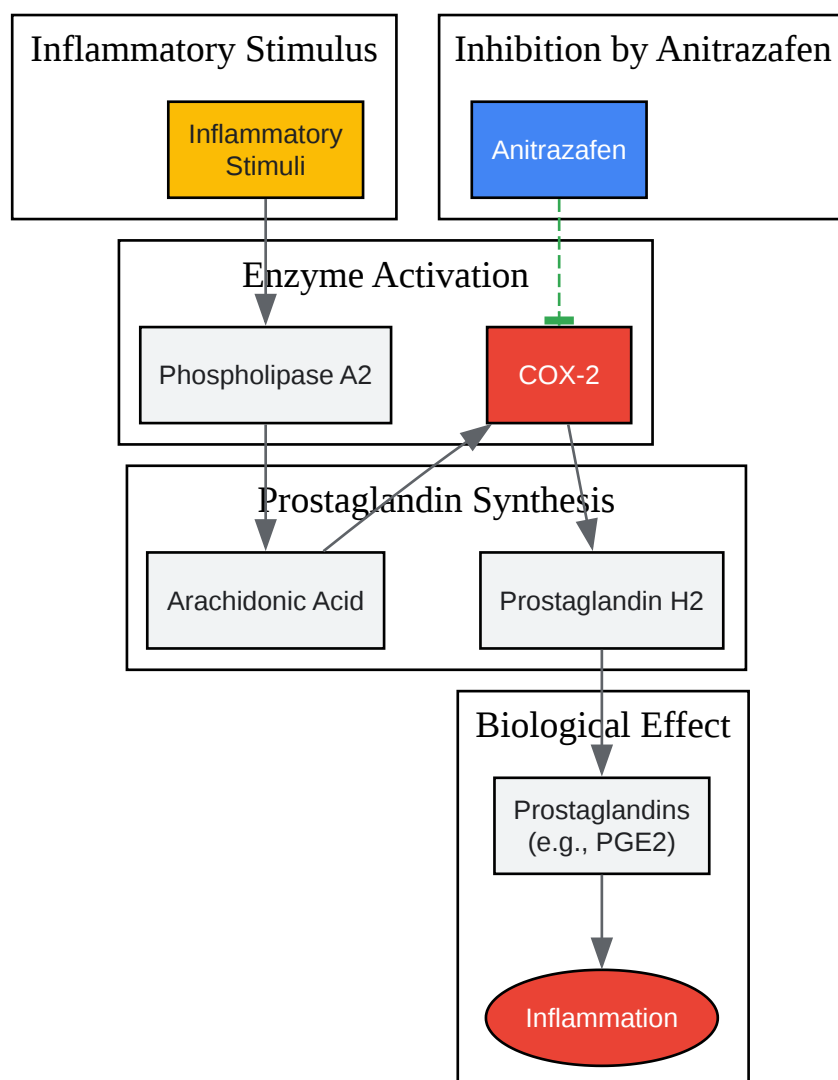 Inflammatory Stimulus
Inflammatory
Stimuli
Inhibition by Anitrazafen
Anitrazafen
Enzyme Activation
Phospholipase A2
COX-2
Prostaglandin Synthesis
Arachidonic Acid
Prostaglandin H2
Biological Effect
Prostaglandins
(e.g., PGE2)
Inflammation